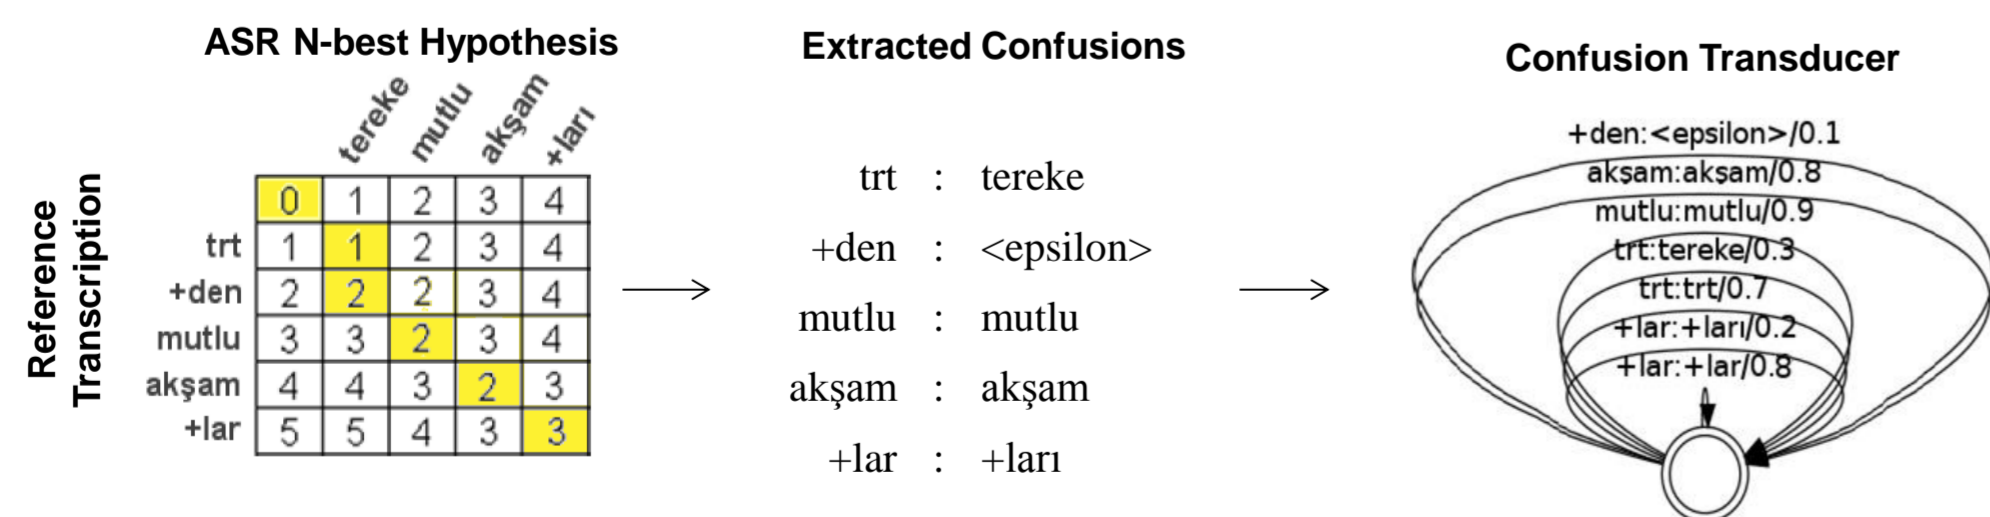 ASR N-best Hypothesis
tereke mutlu akşam +ları
Reference
Transcription
0 1 2 3 4
trt 1 1 2 3 4
+den 2 2 2 3 4
mutlu 3 3 2 3 4
akşam 4 4 3 2 3
+lar 5 5 4 3 3
Extracted Confusions
trt : tereke
+den : <epsilon>
mutlu : mutlu
akşam : akşam
+lar : +ları
Confusion Transducer
+den:<epsilon>/0.1
akşam:akşam/0.8
mutlu:mutlu/0.9
trt:tereke/0.3
trt:trt/0.7
+lar:+ları/0.2
+lar:+lar/0.8